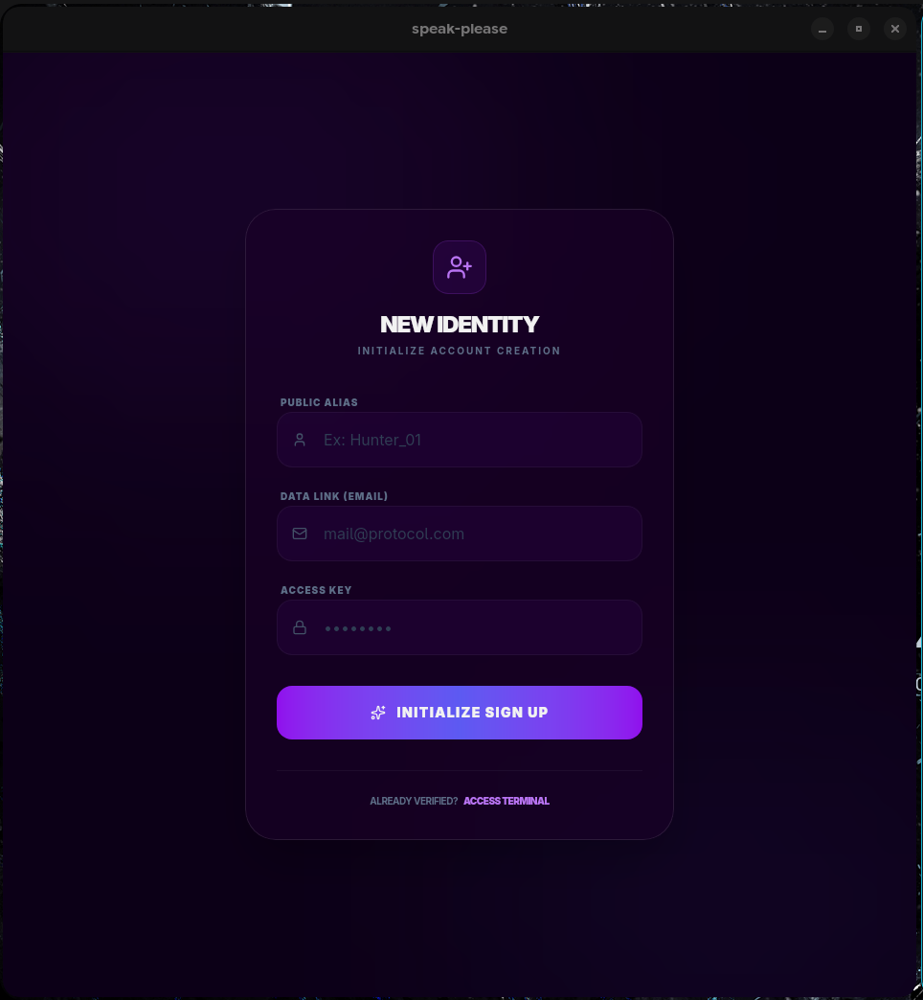 speak-please
NEW IDENTITY
INITIALIZE ACCOUNT CREATION
PUBLIC ALIAS
Ex: Hunter_01
DATA LINK (EMAIL)
mail@protocol.com
ACCESS KEY
••••••••
INITIALIZE SIGN UP
ALREADY VERIFIED? ACCESS TERMINAL